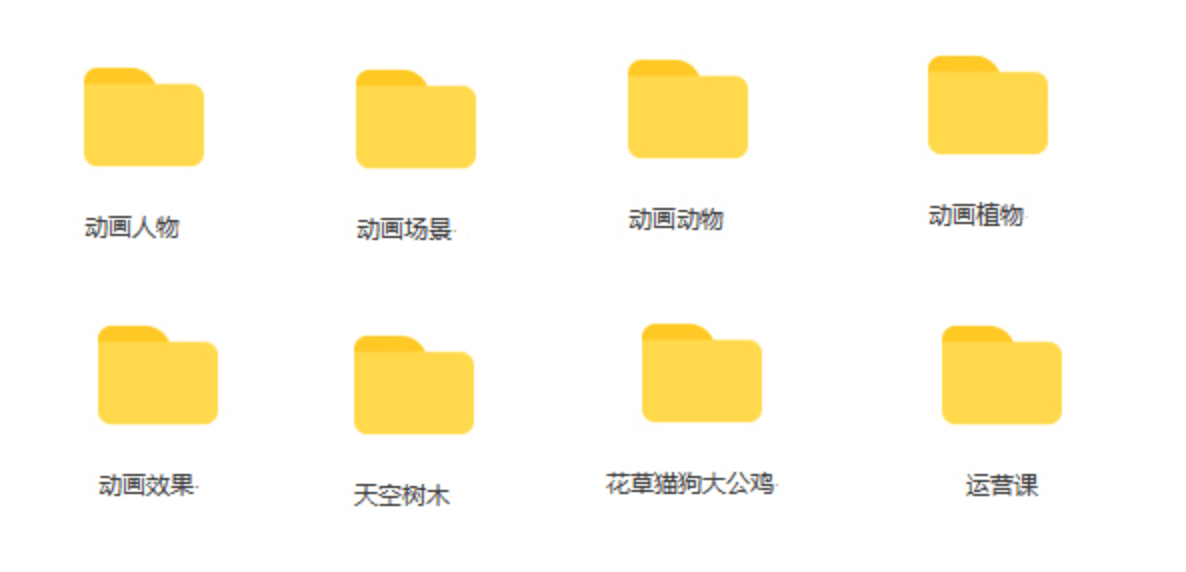 动画人物
动画场景
动画动物
动画植物
动画效果
天空树木
花草猫狗大公鸡
运营课